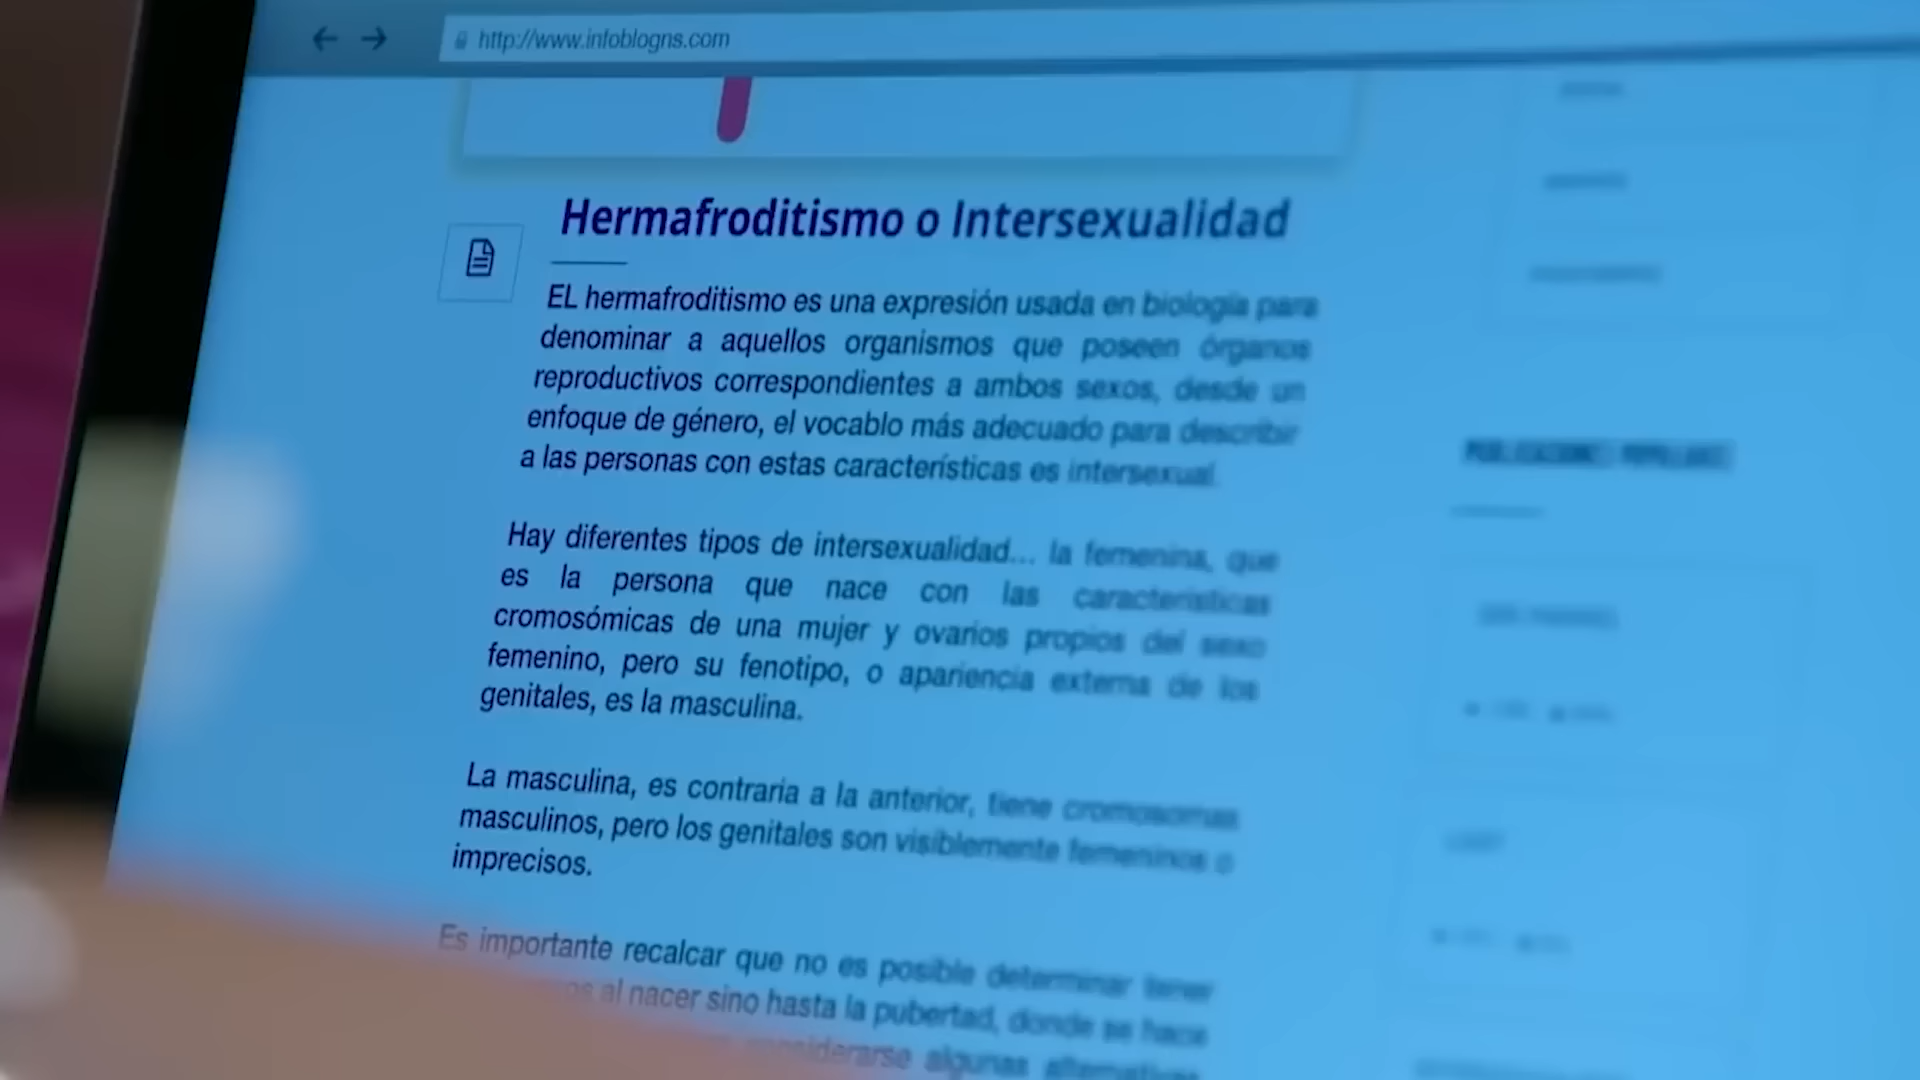 http://www.infoblogns.com
Hermafroditismo o Intersexualidad
EL hermafroditismo es una expresión usada en biología para
denominar a aquellos organismos que poseen órganos
reproductivos correspondientes a ambos sexos, desde un
enfoque de género, el vocablo más adecuado para describir
a las personas con estas características es intersexual.
Hay diferentes tipos de intersexualidad... la femenina, que
es la persona que nace con las características
cromosómicas de una mujer y ovarios propios del sexo
femenino, pero su fenotipo, o apariencia externa de los
genitales, es la masculina.
La masculina, es contraria a la anterior, tiene cromosomas
masculinos, pero los genitales son visiblemente femeninos o
imprecisos.
Es importante recalcar que no es posible determinar tener
al nacer sino hasta la pubertad, donde se hace
considerarse algunas alternativas
PUBLICACIONES POPULARES